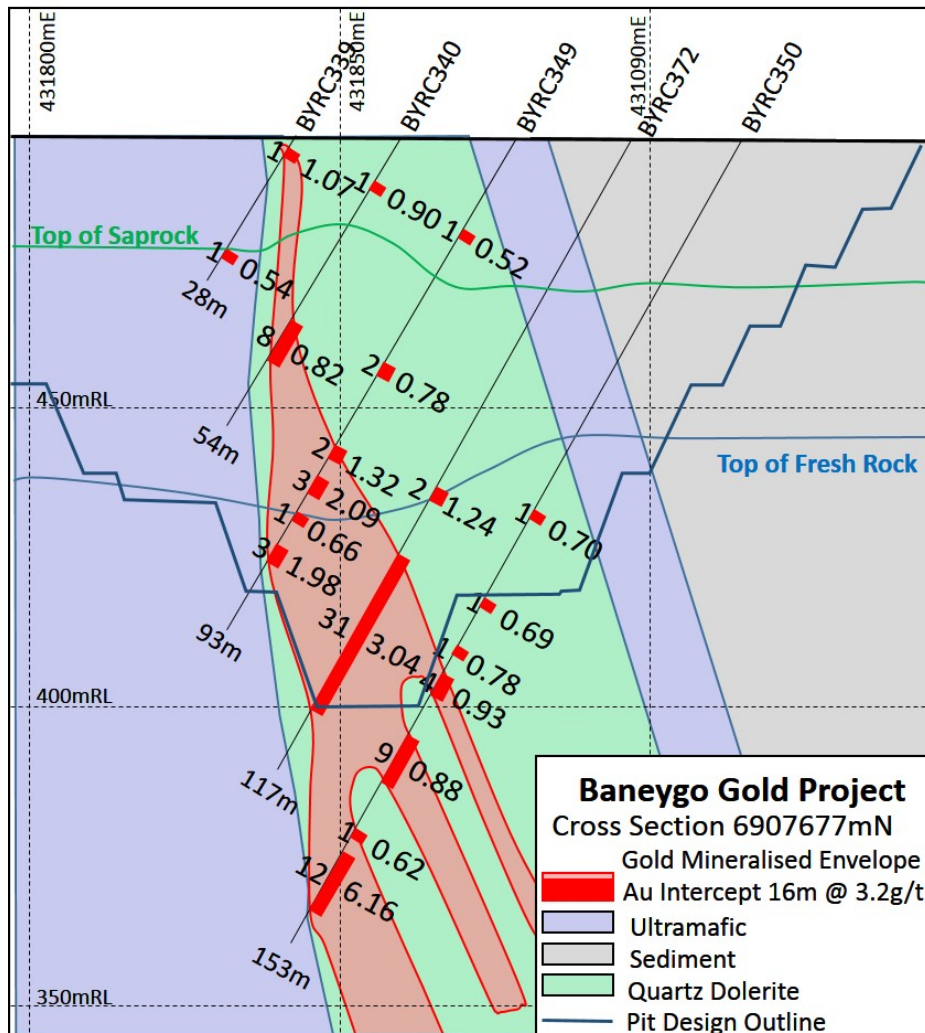 431800mE
BYRC339
431850mE
BYRC340
BYRC349
431090mE
BYRC372
BYRC350
1 1.07
1 0.90
1 0.52
Top of Saprock
1 0.54
28m
8 0.82
2 0.78
450mRL
54m
2 1.32
Top of Fresh Rock
3 2.09
2 1.24
1 0.66
1 0.70
3 1.98
93m
31 3.04
1 0.69
1 0.78
4 0.93
400mRL
9 0.88
117m
1 0.62
12 6.16
153m
350mRL
Baneygo Gold Project
Cross Section 6907677mN
Gold Mineralised Envelope
Au Intercept 16m @ 3.2g/t
Ultramafic
Sediment
Quartz Dolerite
Pit Design Outline